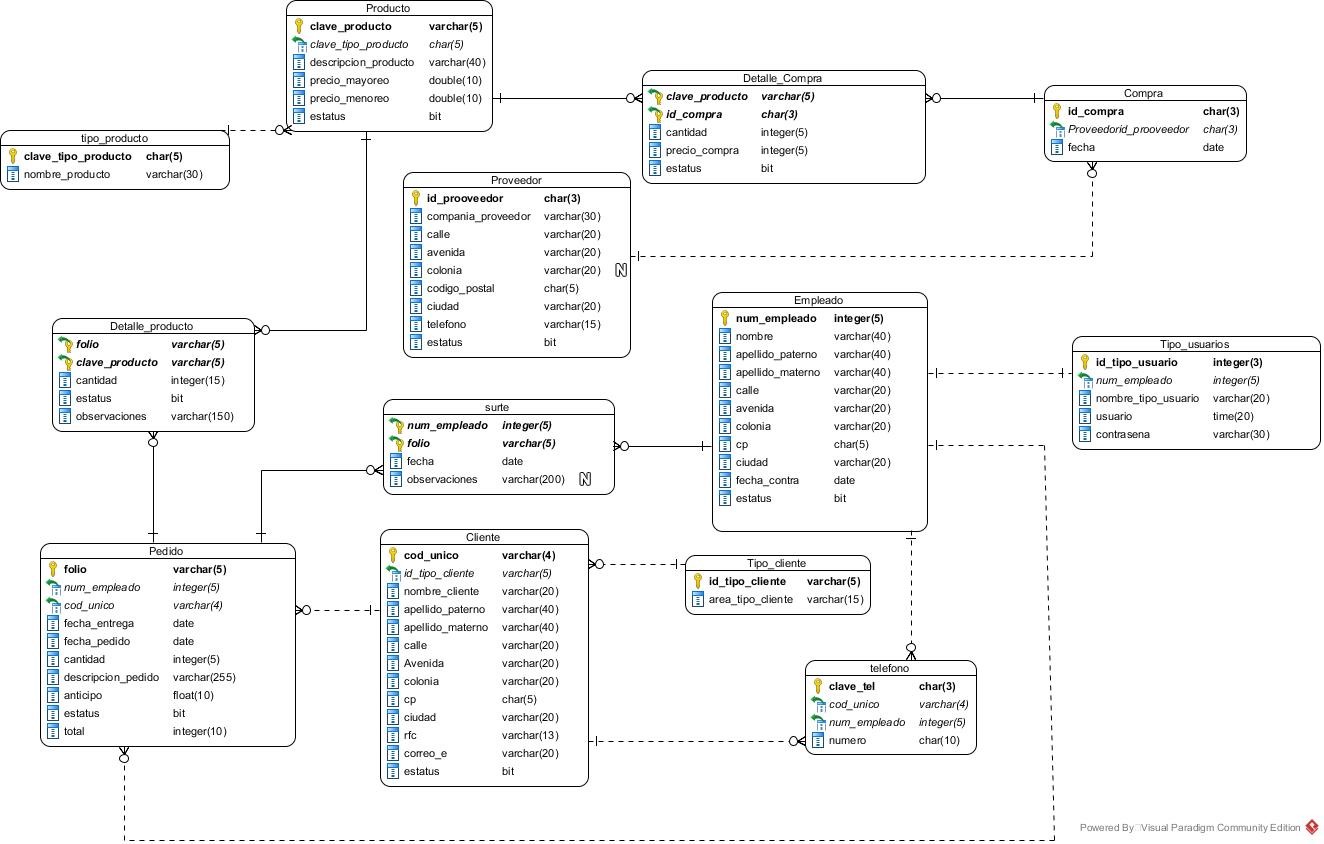 Producto
clave_producto varchar(5)
clave_tipo_producto char(5)
descripcion_producto varchar(40)
precio_mayoreo double(10)
precio_menoreo double(10)
estatus bit
tipo_producto
clave_tipo_producto char(5)
nombre_producto varchar(30)
Detalle_Compra
clave_producto varchar(5)
id_compra char(3)
cantidad integer(5)
precio_compra integer(5)
estatus bit
Compra
id_compra char(3)
Proveedorid_prooveedor char(3)
fecha date
Proveedor
id_prooveedor char(3)
compania_proveedor varchar(30)
calle varchar(20)
avenida varchar(20)
colonia varchar(20) N
codigo_postal char(5)
ciudad varchar(20)
telefono varchar(15)
estatus bit
Detalle_producto
folio varchar(5)
clave_producto varchar(5)
cantidad integer(15)
estatus bit
observaciones varchar(150)
Empleado
num_empleado integer(5)
nombre varchar(40)
apellido_paterno varchar(40)
apellido_materno varchar(40)
calle varchar(20)
avenida varchar(20)
colonia varchar(20)
cp char(5)
ciudad varchar(20)
fecha_contra date
estatus bit
Tipo_usuarios
id_tipo_usuario integer(3)
num_empleado integer(5)
nombre_tipo_usuario varchar(20)
usuario time(20)
contrasena varchar(30)
surte
num_empleado integer(5)
folio varchar(5)
fecha date
observaciones varchar(200) N
Pedido
folio varchar(5)
num_empleado integer(5)
cod_unico varchar(4)
fecha_entrega date
fecha_pedido date
cantidad integer(5)
descripcion_pedido varchar(255)
anticipo float(10)
estatus bit
total integer(10)
Cliente
cod_unico varchar(4)
id_tipo_cliente varchar(5)
nombre_cliente varchar(20)
apellido_paterno varchar(40)
apellido_materno varchar(40)
calle varchar(20)
Avenida varchar(20)
colonia varchar(20)
cp char(5)
ciudad varchar(20)
rfc varchar(13)
correo_e varchar(20)
estatus bit
Tipo_cliente
id_tipo_cliente varchar(5)
area_tipo_cliente varchar(15)
telefono
clave_tel char(3)
cod_unico varchar(4)
num_empleado integer(5)
numero char(10)
Powered By Visual Paradigm Community Edition